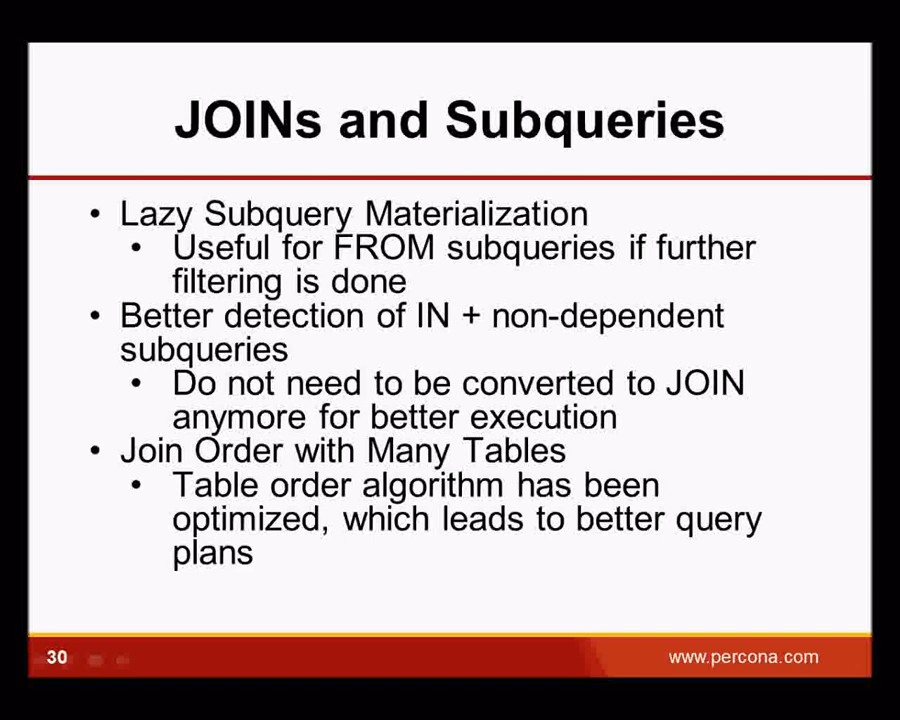 JOINs and Subqueries
• Lazy Subquery Materialization
• Useful for FROM subqueries if further
filtering is done
• Better detection of IN + non-dependent
subqueries
• Do not need to be converted to JOIN
anymore for better execution
• Join Order with Many Tables
• Table order algorithm has been
optimized, which leads to better query
plans
30
www.percona.com